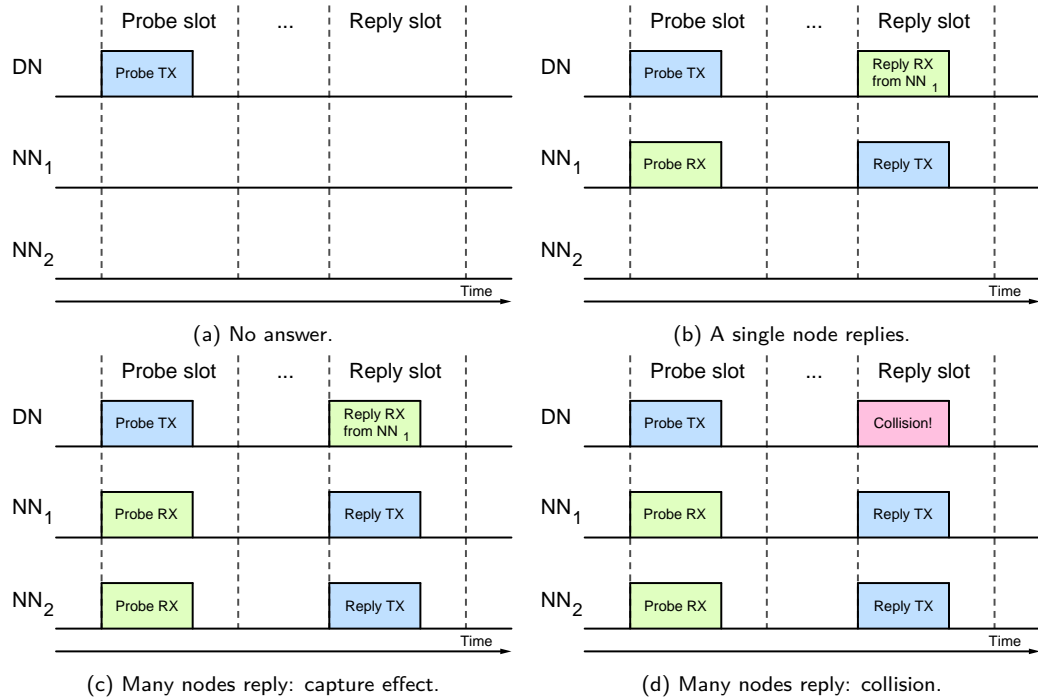 Probe slot ... Reply slot
DN Probe TX
NN1
NN2
Time
(a) No answer.
Probe slot ... Reply slot
DN Probe TX Reply RX
from NN 1
NN1 Probe RX Reply TX
NN2
Time
(b) A single node replies.
Probe slot ... Reply slot
DN Probe TX Reply RX
from NN 1
NN1 Probe RX Reply TX
NN2 Probe RX Reply TX
Time
(c) Many nodes reply: capture effect.
Probe slot ... Reply slot
DN Probe TX Collision!
NN1 Probe RX Reply TX
NN2 Probe RX Reply TX
Time
(d) Many nodes reply: collision.